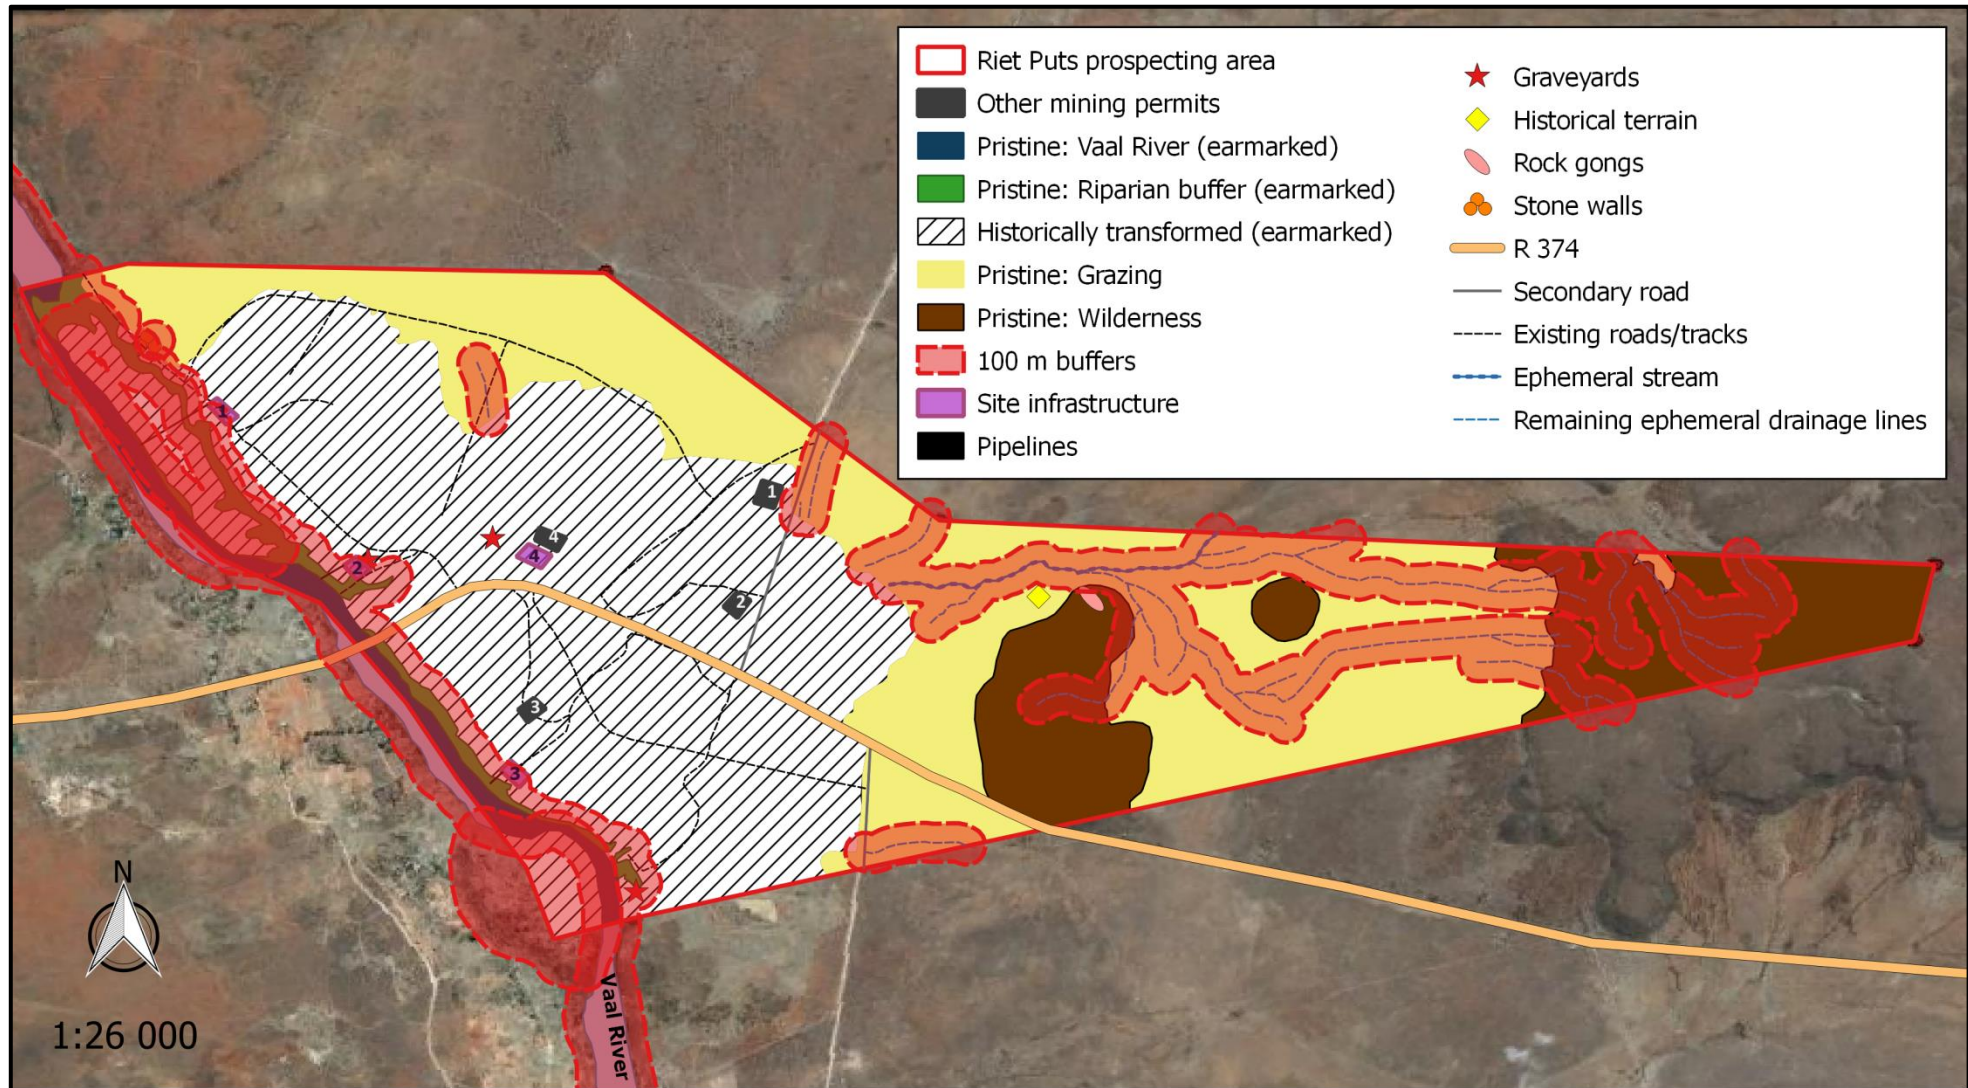 Riet Puts prospecting area
Other mining permits
Pristine: Vaal River (earmarked)
Pristine: Riparian buffer (earmarked)
Historically transformed (earmarked)
Pristine: Grazing
Pristine: Wilderness
100 m buffers
Site infrastructure
Pipelines
Graveyards
Historical terrain
Rock gongs
Stone walls
R 374
Secondary road
Existing roads/tracks
Ephemeral stream
Remaining ephemeral drainage lines
1
1
4
4
2
2
3
3
N
1:26 000
Vaal River